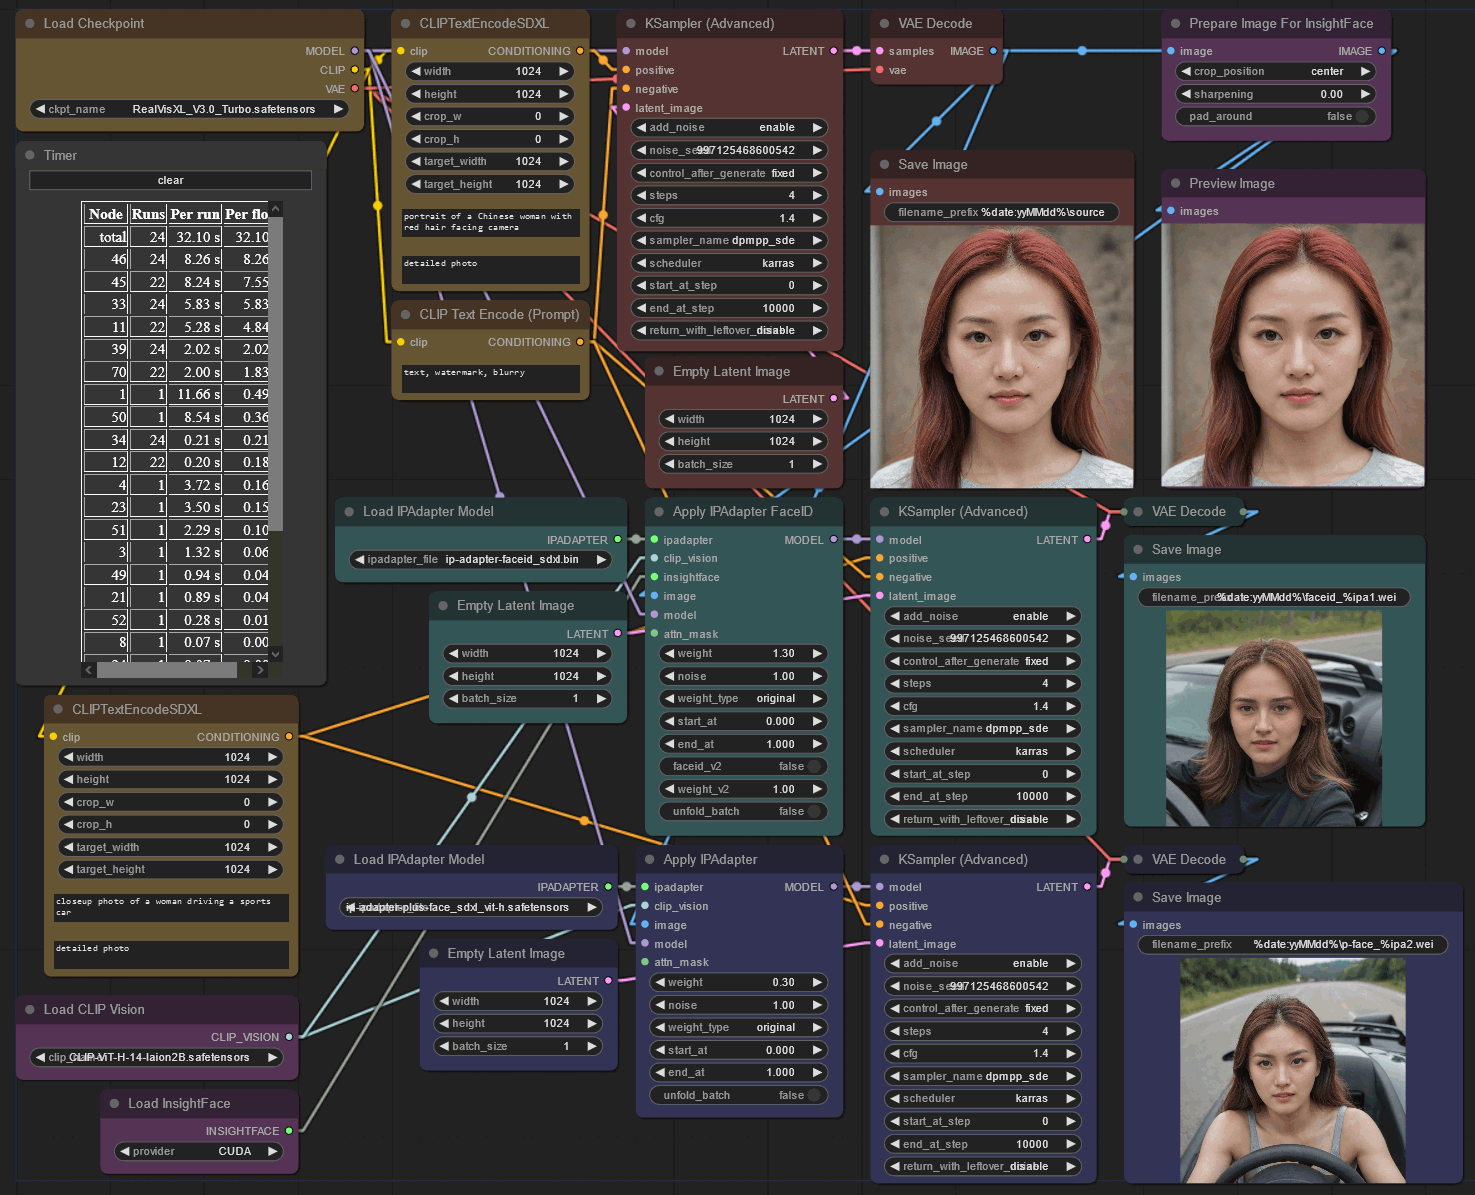 Load Checkpoint
MODEL
CLIP
VAE
ckpt_name RealVisXL_V3.0_Turbo.safetensors
Timer
clear
Node Runs Per run Per flo
total 24 32.10 s 32.10
46 24 8.26 s 8.26
45 22 8.24 s 7.55
33 24 5.83 s 5.83
11 22 5.28 s 4.84
39 24 2.02 s 2.02
70 22 2.00 s 1.83
1 1 11.66 s 0.49
50 1 8.54 s 0.36
34 24 0.21 s 0.21
12 22 0.20 s 0.18
4 1 3.72 s 0.16
23 1 3.50 s 0.15
51 1 2.29 s 0.10
3 1 1.32 s 0.06
49 1 0.94 s 0.04
21 1 0.89 s 0.04
52 1 0.28 s 0.01
8 1 0.07 s 0.00
CLIPTextEncodeSDXL
clip CONDITIONING
width 1024
height 1024
crop_w 0
crop_h 0
target_width 1024
target_height 1024
portrait of a Chinese woman with
red hair facing camera
detailed photo
CLIP Text Encode (Prompt)
clip CONDITIONING
text, watermark, blurry
KSampler (Advanced)
model LATENT
positive
negative
latent_image
add_noise enable
997125468600542
control_after_generate fixed
steps 4
cfg 1.4
sampler_name dpmpp_sde
scheduler karras
start_at_step 0
end_at_step 10000
return_with_leftover_ disable
Empty Latent Image
LATENT
width 1024
height 1024
batch_size 1
VAE Decode
samples IMAGE
vae
Save Image
images
filename_prefix %date:yyMMdd%\source
Prepare Image For InsightFace
image IMAGE
crop_position center
sharpening 0.00
pad_around false
Preview Image
images
Load IPAdapter Model
IPADAPTER
ipadapter_file ip-adapter-faceid_sdxl.bin
Empty Latent Image
LATENT
width 1024
height 1024
batch_size 1
Apply IPAdapter FaceID
ipadapter MODEL
clip_vision
insightface
image
model
attn_mask
weight 1.30
noise 1.00
weight_type original
start_at 0.000
end_at 1.000
faceid_v2 false
weight_v2 1.00
unfold_batch false
KSampler (Advanced)
model LATENT
positive
negative
latent_image
add_noise enable
997125468600542
control_after_generate fixed
steps 4
cfg 1.4
sampler_name dpmpp_sde
scheduler karras
start_at_step 0
end_at_step 10000
return_with_leftover_ disable
VAE Decode
Save Image
images
%date:yyMMdd%\faceid_%ipa1.wei
CLIPTextEncodeSDXL
clip CONDITIONING
width 1024
height 1024
crop_w 0
crop_h 0
target_width 1024
target_height 1024
closeup photo of a woman driving a sports
car
detailed photo
Load CLIP Vision
CLIP_VISION
CLIP-ViT-H-14-laion2B.safetensors
Load InsightFace
INSIGHTFACE
provider CUDA
Load IPAdapter Model
IPADAPTER
ip-adapter-plus-face_sdxl_vit-h.safetensors
Empty Latent Image
LATENT
width 1024
height 1024
batch_size 1
Apply IPAdapter
ipadapter MODEL
clip_vision
image
model
attn_mask
weight 0.30
noise 1.00
weight_type original
start_at 0.000
end_at 1.000
unfold_batch false
KSampler (Advanced)
model LATENT
positive
negative
latent_image
add_noise enable
997125468600542
control_after_generate fixed
steps 4
cfg 1.4
sampler_name dpmpp_sde
scheduler karras
start_at_step 0
end_at_step 10000
return_with_leftover_ disable
VAE Decode
Save Image
images
filename_prefix %date:yyMMdd%\p-face_%ipa2.wei